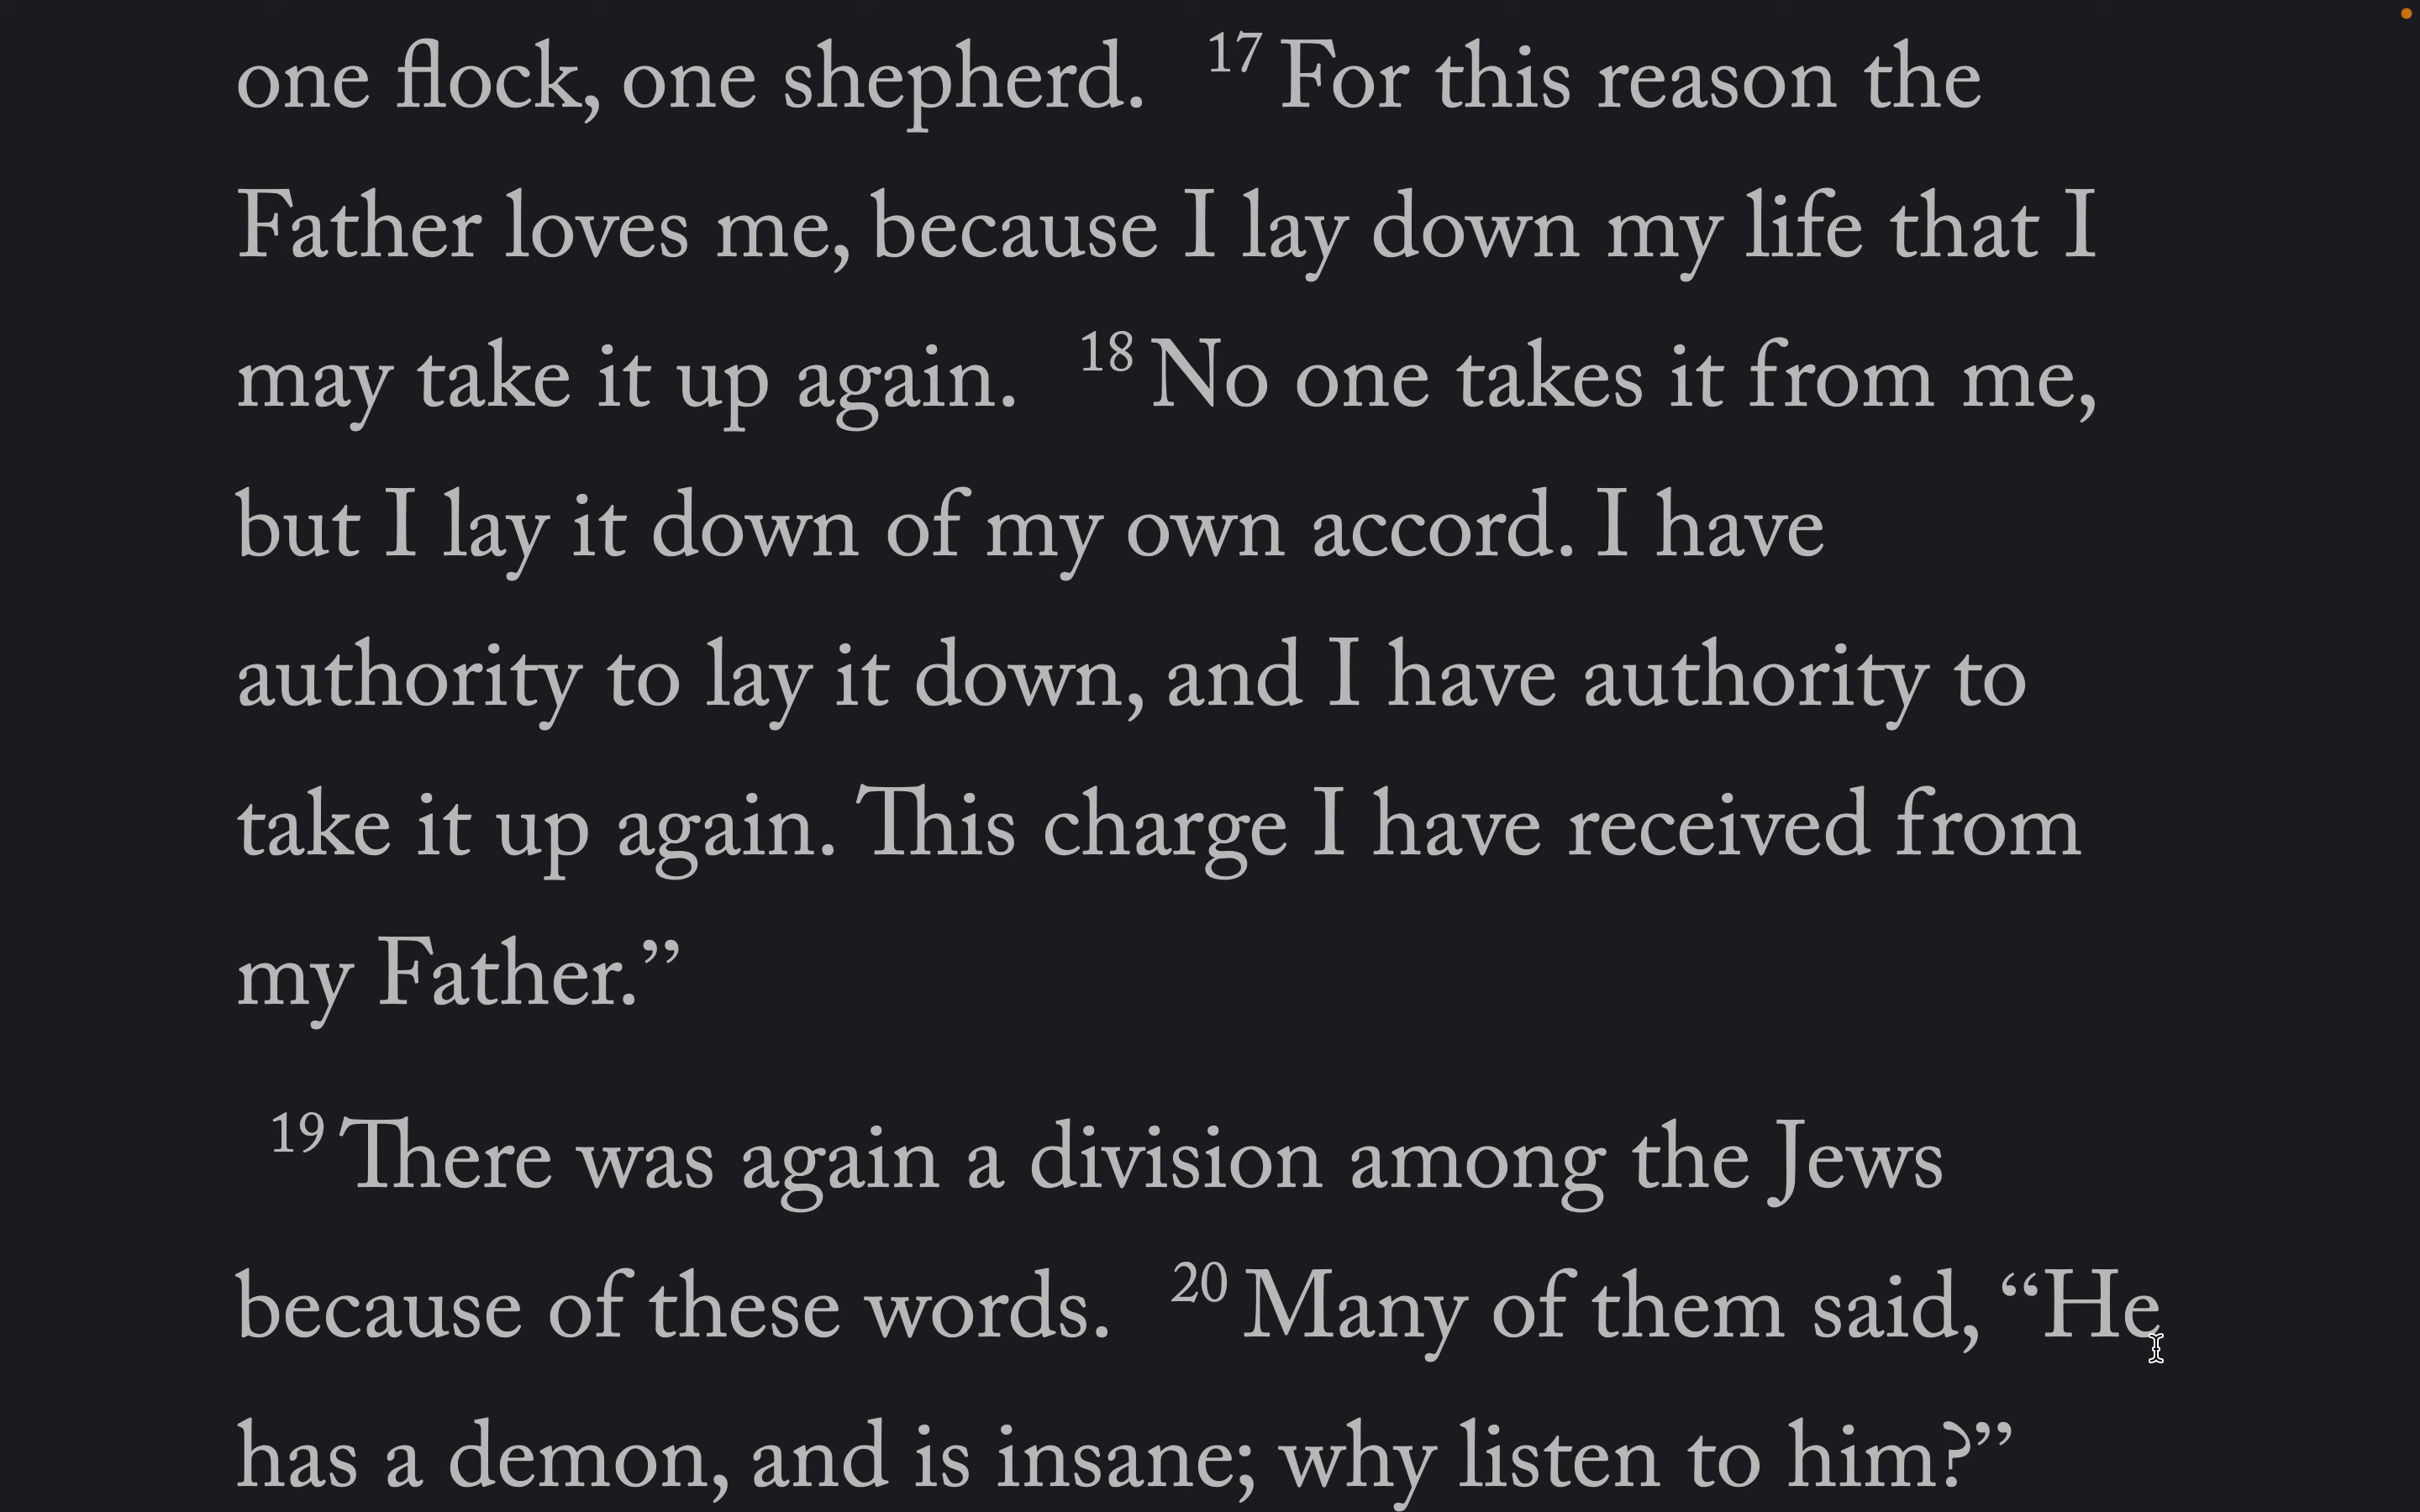 one flock, one shepherd. 17 For this reason the
Father loves me, because I lay down my life that I
may take it up again. 18 No one takes it from me,
but I lay it down of my own accord. I have
authority to lay it down, and I have authority to
take it up again. This charge I have received from
my Father.”
19 There was again a division among the Jews
because of these words. 20 Many of them said, “He
has a demon, and is insane; why listen to him?”